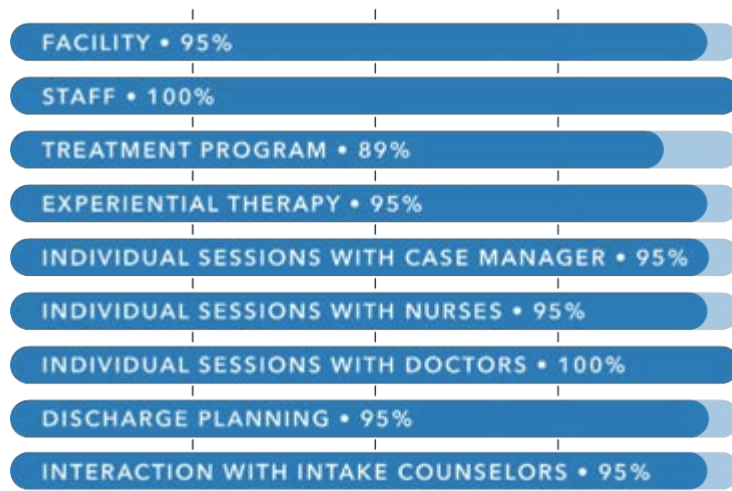 FACILITY • 95%
STAFF • 100%
TREATMENT PROGRAM • 89%
EXPERIENTIAL THERAPY • 95%
INDIVIDUAL SESSIONS WITH CASE MANAGER • 95%
INDIVIDUAL SESSIONS WITH NURSES • 95%
INDIVIDUAL SESSIONS WITH DOCTORS • 100%
DISCHARGE PLANNING • 95%
INTERACTION WITH INTAKE COUNSELORS • 95%